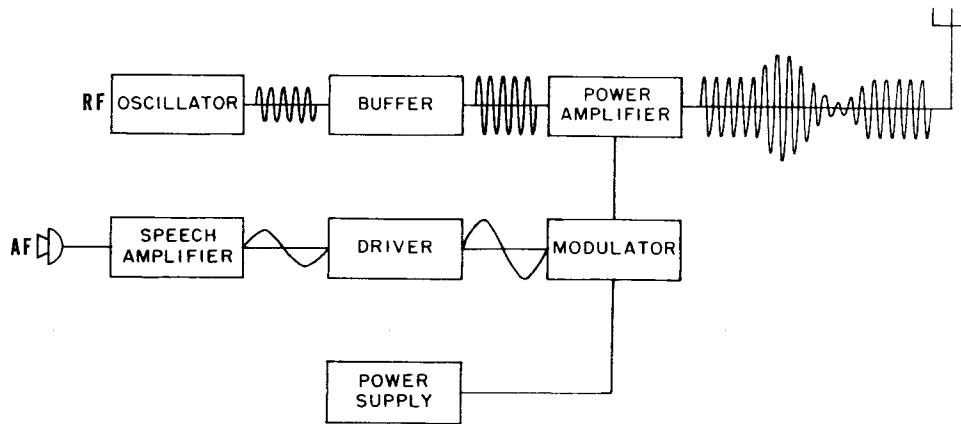 RF
OSCILLATOR
BUFFER
POWER
AMPLIFIER
AF
SPEECH
AMPLIFIER
DRIVER
MODULATOR
POWER
SUPPLY